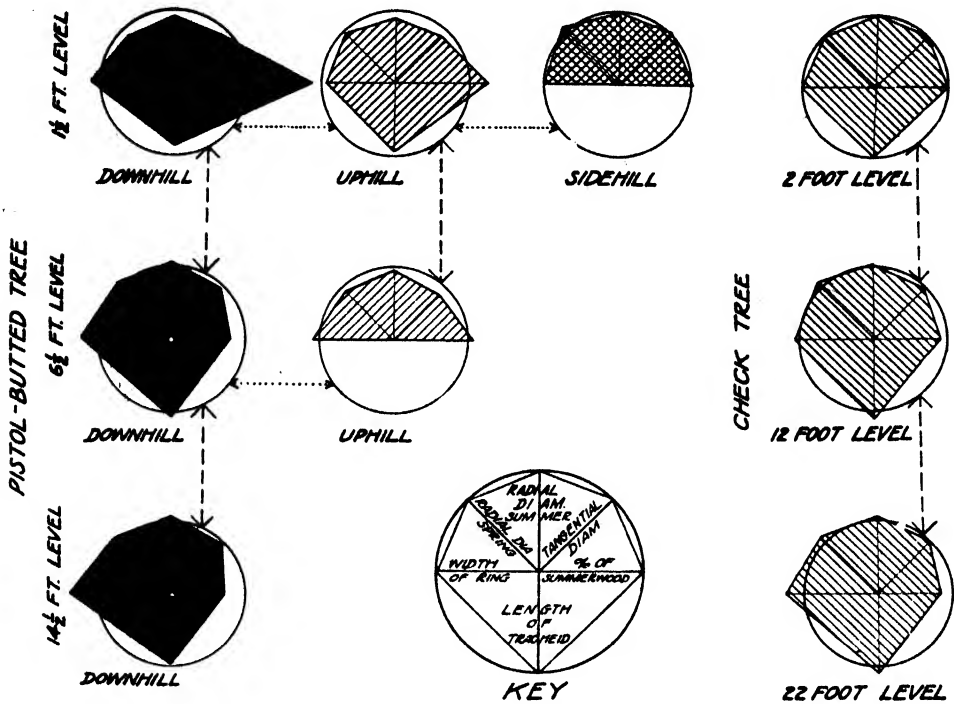 1½ FT. LEVEL
DOWNHILL
UPHILL
SIDEHILL
2 FOOT LEVEL
PISTOL-BUTTED TREE
6½ FT. LEVEL
DOWNHILL
UPHILL
CHECK TREE
12 FOOT LEVEL
14½ FT. LEVEL
DOWNHILL
RADIAL
DIAM.
SUMMER
RADIAL DIA
SPRING
TANGENTIAL
DIAM
WIDTH
OF RING
% OF
SUMMERWOOD
LENGTH
OF
TRACHEID
KEY
22 FOOT LEVEL